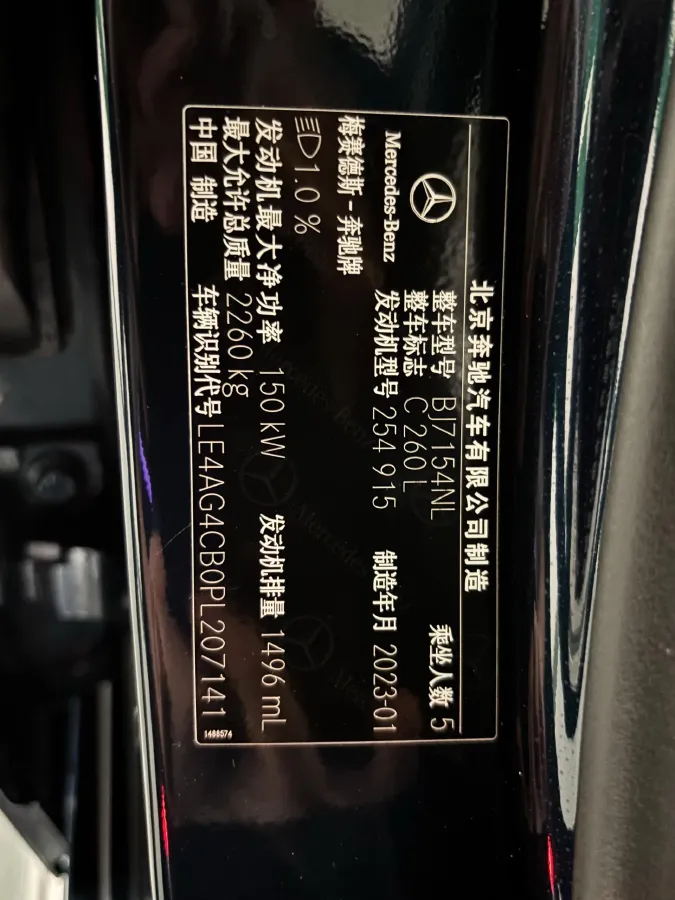 北京奔驰汽车有限公司制造
Mercedes-Benz
整车型号 BJ7154NL 乘坐人数 5
整车标志 C 260 L
发动机型号 254 915 制造年月 2023-01
梅赛德斯-奔驰牌
1.0 %
发动机最大净功率 150 kW 发动机排量 1496 mL
最大允许总质量 2260 kg
中国 制造 车辆识别代号 LE4AG4CB0PL207141
1488574